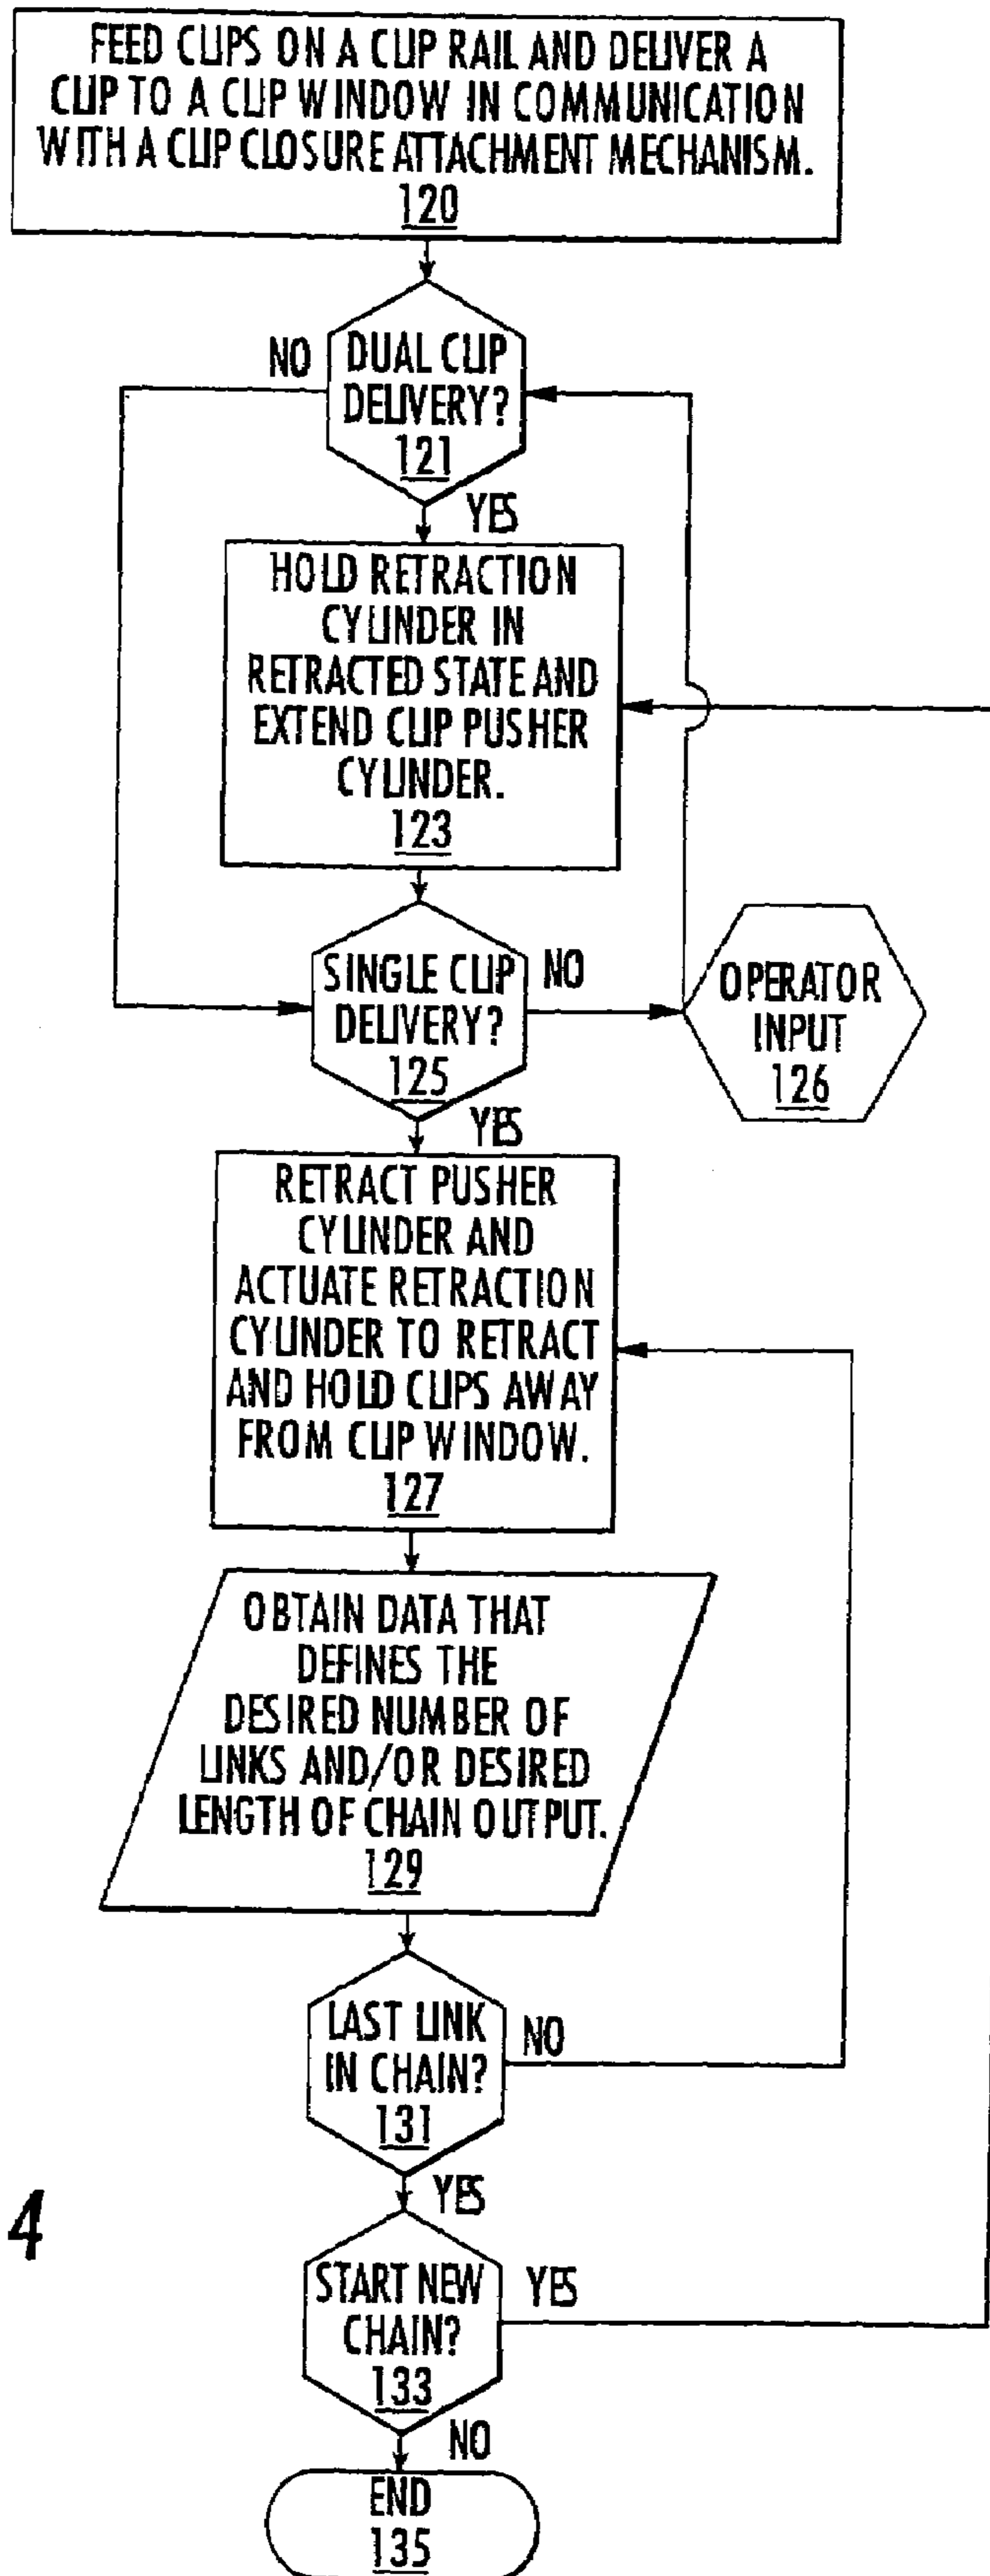 FEED CLIPS ON A CLIP RAIL AND DELIVER A
CLIP TO A CLIP WINDOW IN COMMUNICATION
WITH A CLIP CLOSURE ATTACHMENT MECHANISM.
120
DUAL CLIP
DELIVERY?
121
NO
YES
HOLD RETRACTION
CYLINDER IN
RETRACTED STATE AND
EXTEND CLIP PUSHER
CYLINDER.
123
SINGLE CLIP
DELIVERY?
125
NO
YES
OPERATOR
INPUT
126
RETRACT PUSHER
CYLINDER AND
ACTUATE RETRACTION
CYLINDER TO RETRACT
AND HOLD CLIPS AWAY
FROM CLIP WINDOW.
127
OBTAIN DATA THAT
DEFINES THE
DESIRED NUMBER OF
LINKS AND/OR DESIRED
LENGTH OF CHAIN OUTPUT.
129
LAST LINK
IN CHAIN?
131
NO
YES
4
START NEW
CHAIN?
133
YES
NO
END
135